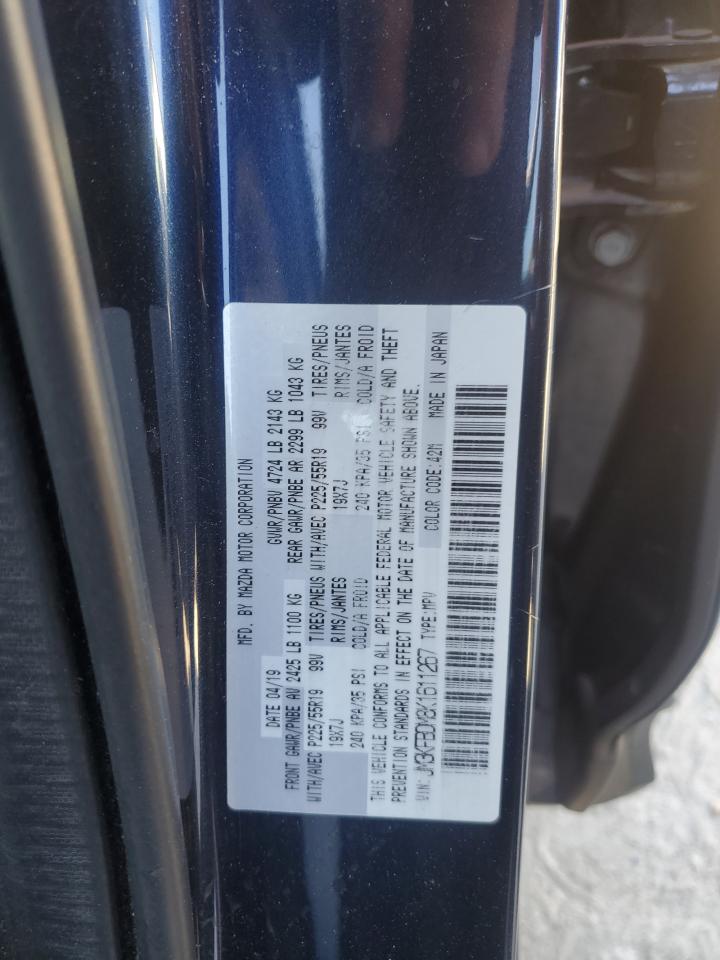 MFD. BY MAZDA MOTOR CORPORATION
DATE 04/19 GVWR/PNBV 4724 LB 2143 KG
FRONT GAWR/PNBE AV 2425 LB 1100 KG REAR GAWR/PNBE AR 2299 LB 1043 KG
WITH/AVEC P225/55R19 99V TIRES/PNEUS WITH/AVEC P225/55R19 99V TIRES/PNEUS
19X7J RIMS/JANTES 19X7J RIMS/JANTES
240 KPA/35 PSI COLD/A FROID 240 KPA/35 PSI COLD/A FROID
THIS VEHICLE CONFORMS TO ALL APPLICABLE FEDERAL MOTOR VEHICLE SAFETY AND THEFT
PREVENTION STANDARDS IN EFFECT ON THE DATE OF MANUFACTURE SHOWN ABOVE.
VIN: JM3KFBDM8K1611267 TYPE:MPV COLOR CODE:42M MADE IN JAPAN